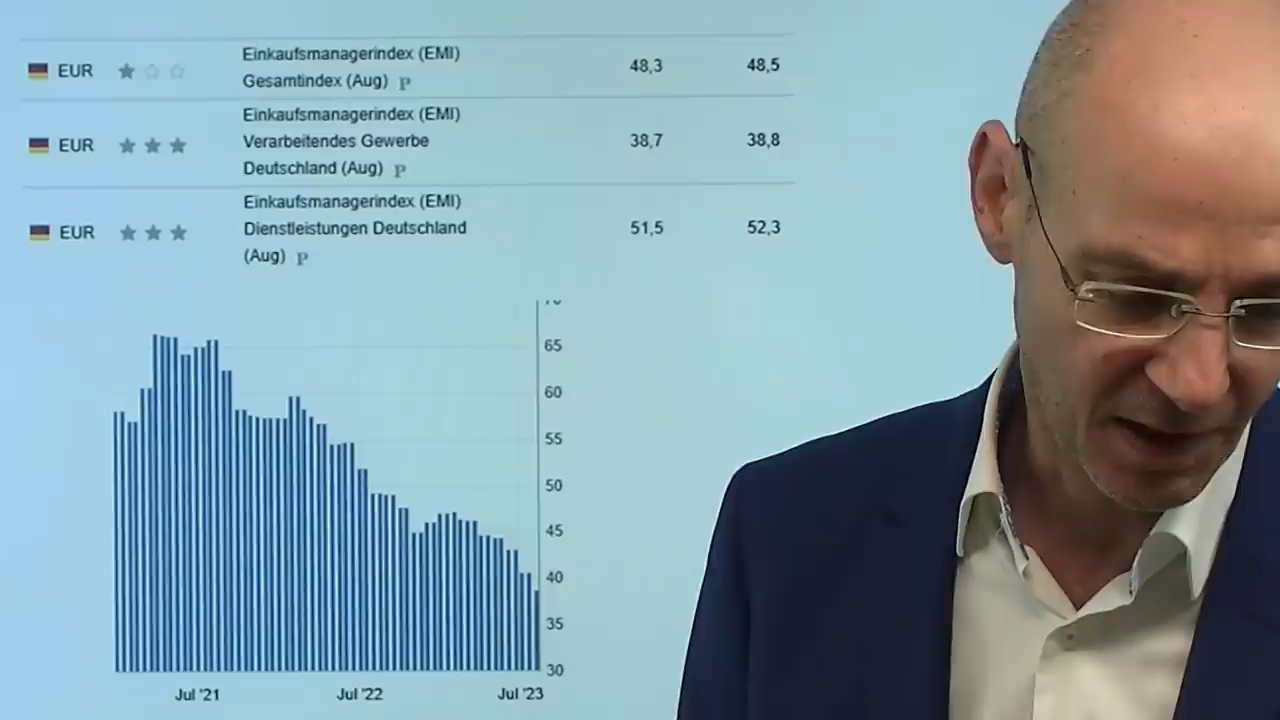 EUR Einkaufsmanagerindex (EMI) 48,3 48,5
Gesamtindex (Aug) P
Einkaufsmanagerindex (EMI)
EUR Verarbeitendes Gewerbe 38,7 38,8
Deutschland (Aug) P
Einkaufsmanagerindex (EMI)
EUR Dienstleistungen Deutschland 51,5 52,3
(Aug) P
65
60
55
50
45
40
35
30
Jul '21 Jul '22 Jul '23